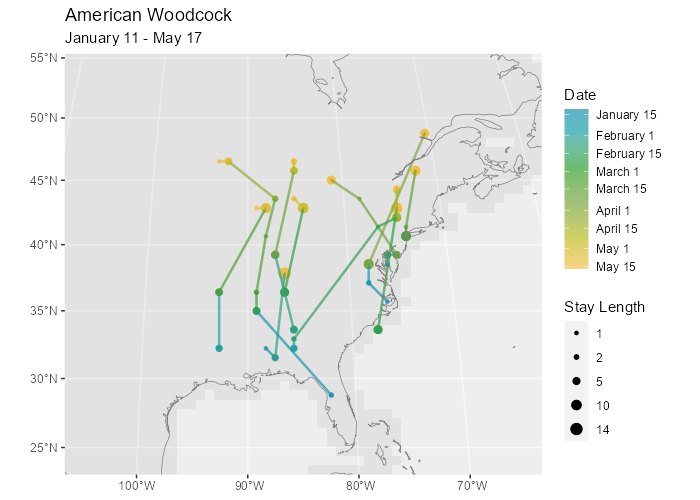 American Woodcock
January 11 - May 17
55°N
50°N
45°N
40°N
35°N
30°N
25°N
100°W
90°W
80°W
70°W
Date
January 15
February 1
February 15
March 1
March 15
April 1
April 15
May 1
May 15
Stay Length
1
2
5
10
14